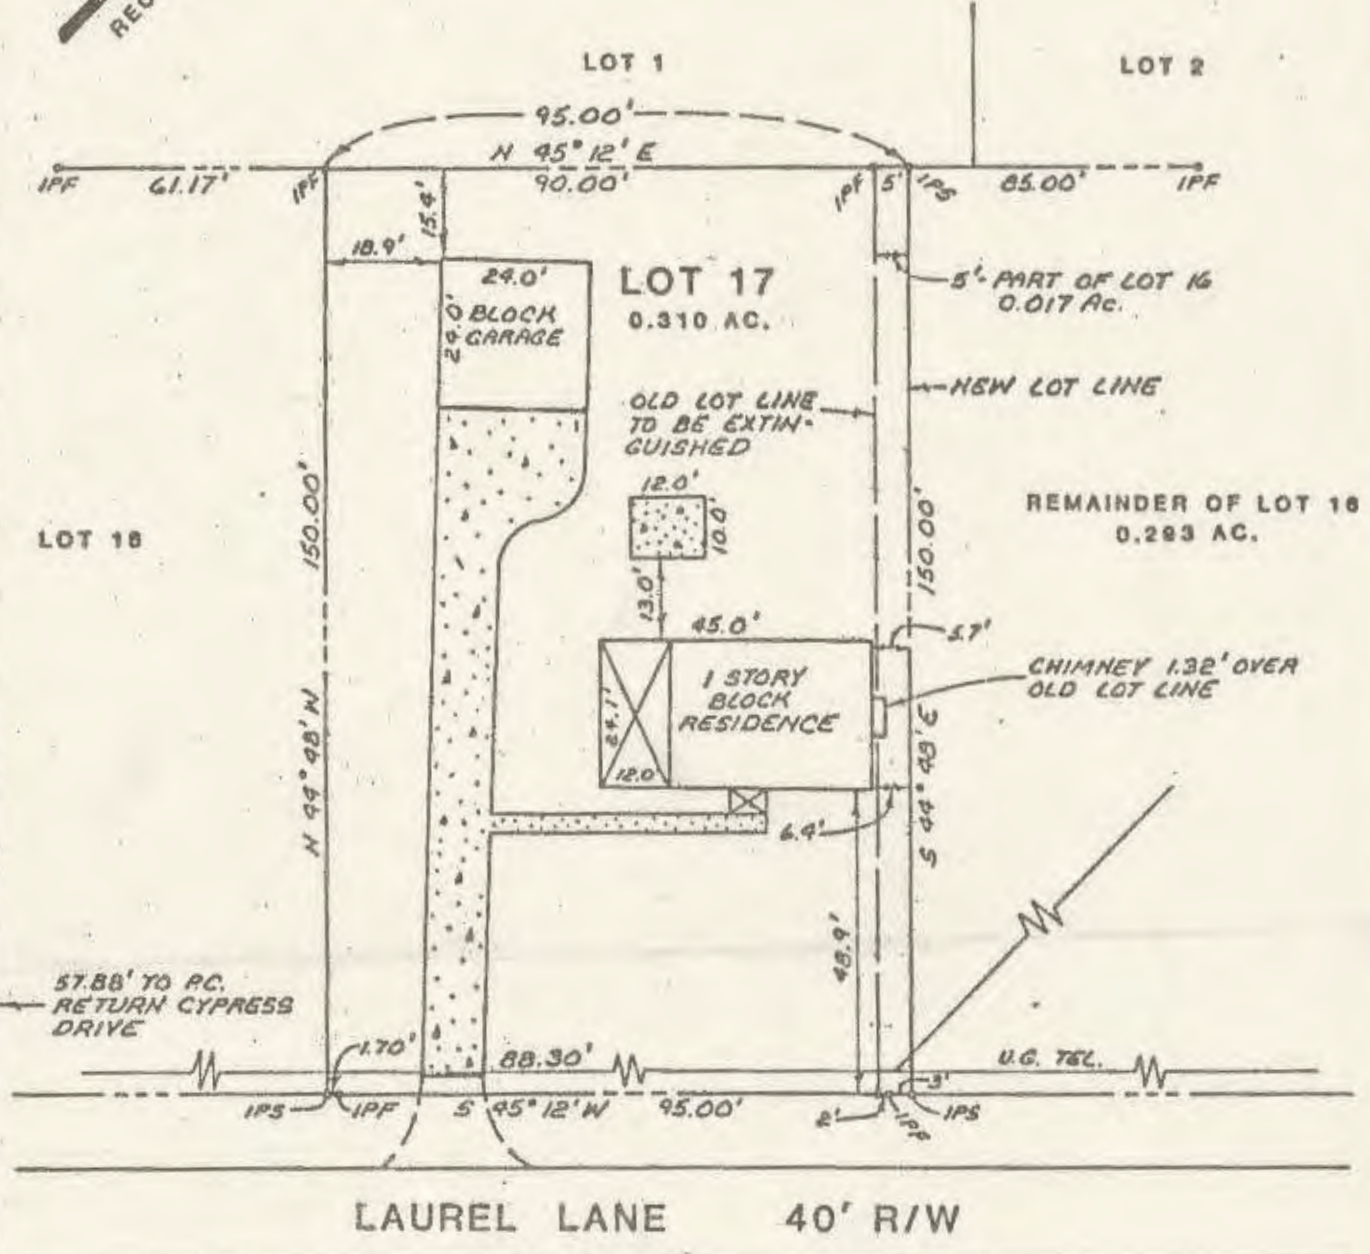 LOT 1
LOT 2
95.00'
N 45° 12' E
IPF
61.17'
IPF
90.00'
IPF
5'
IPS
85.00'
IPF
15.4'
18.9'
24.0'
24.0'
BLOCK
GARAGE
LOT 17
0.310 AC.
5'- PART OF LOT 16
0.017 Ac.
NEW LOT LINE
OLD LOT LINE
TO BE EXTIN-
GUISHED
12.0'
10.0'
13.0'
150.00'
150.00'
LOT 18
REMAINDER OF LOT 16
0.293 AC.
45.0'
5.7'
1 STORY
BLOCK
RESIDENCE
24.1'
12.0'
CHIMNEY 1.32' OVER
OLD LOT LINE
N 44° 48' W
S 44° 48' E
6.4'
48.9'
57.88' TO P.C.
RETURN CYPRESS
DRIVE
1.70'
88.30'
U.G. TEL.
3'
IPS
IPF
S 45° 12' W
95.00'
2'
IPF
IPS
LAUREL LANE 40' R/W